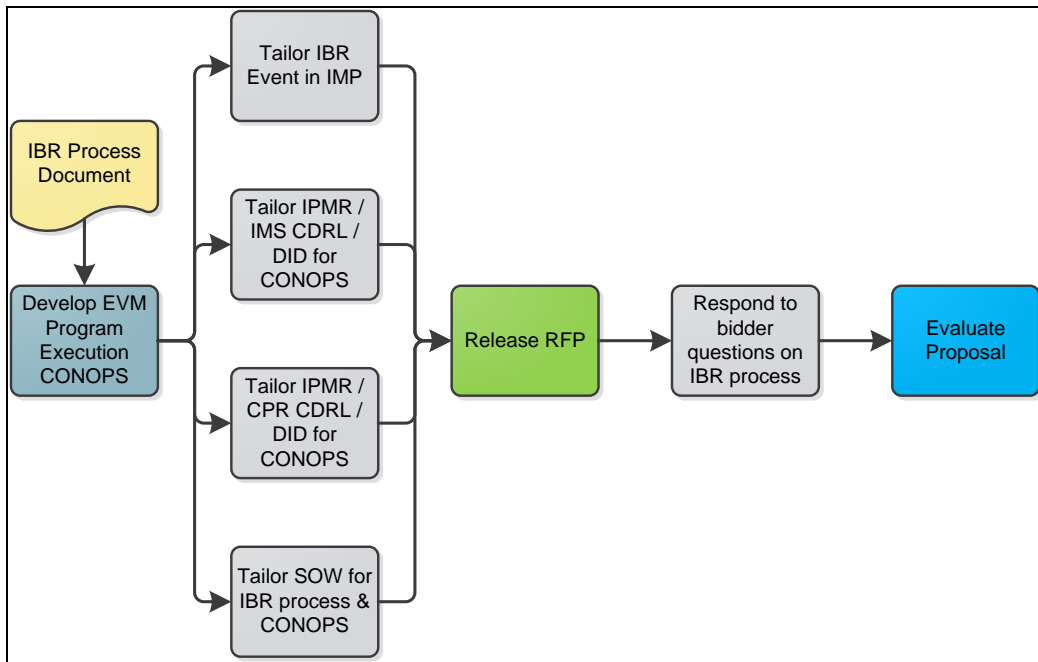 IBR Process
Document
Develop EVM
Program
Execution
CONOPS
Tailor IBR
Event in IMP
Tailor IPMR /
IMS CDRL /
DID for
CONOPS
Tailor IPMR /
CPR CDRL /
DID for
CONOPS
Tailor SOW for
IBR process &
CONOPS
Release RFP
Respond to
bidder
questions on
IBR process
Evaluate
Proposal